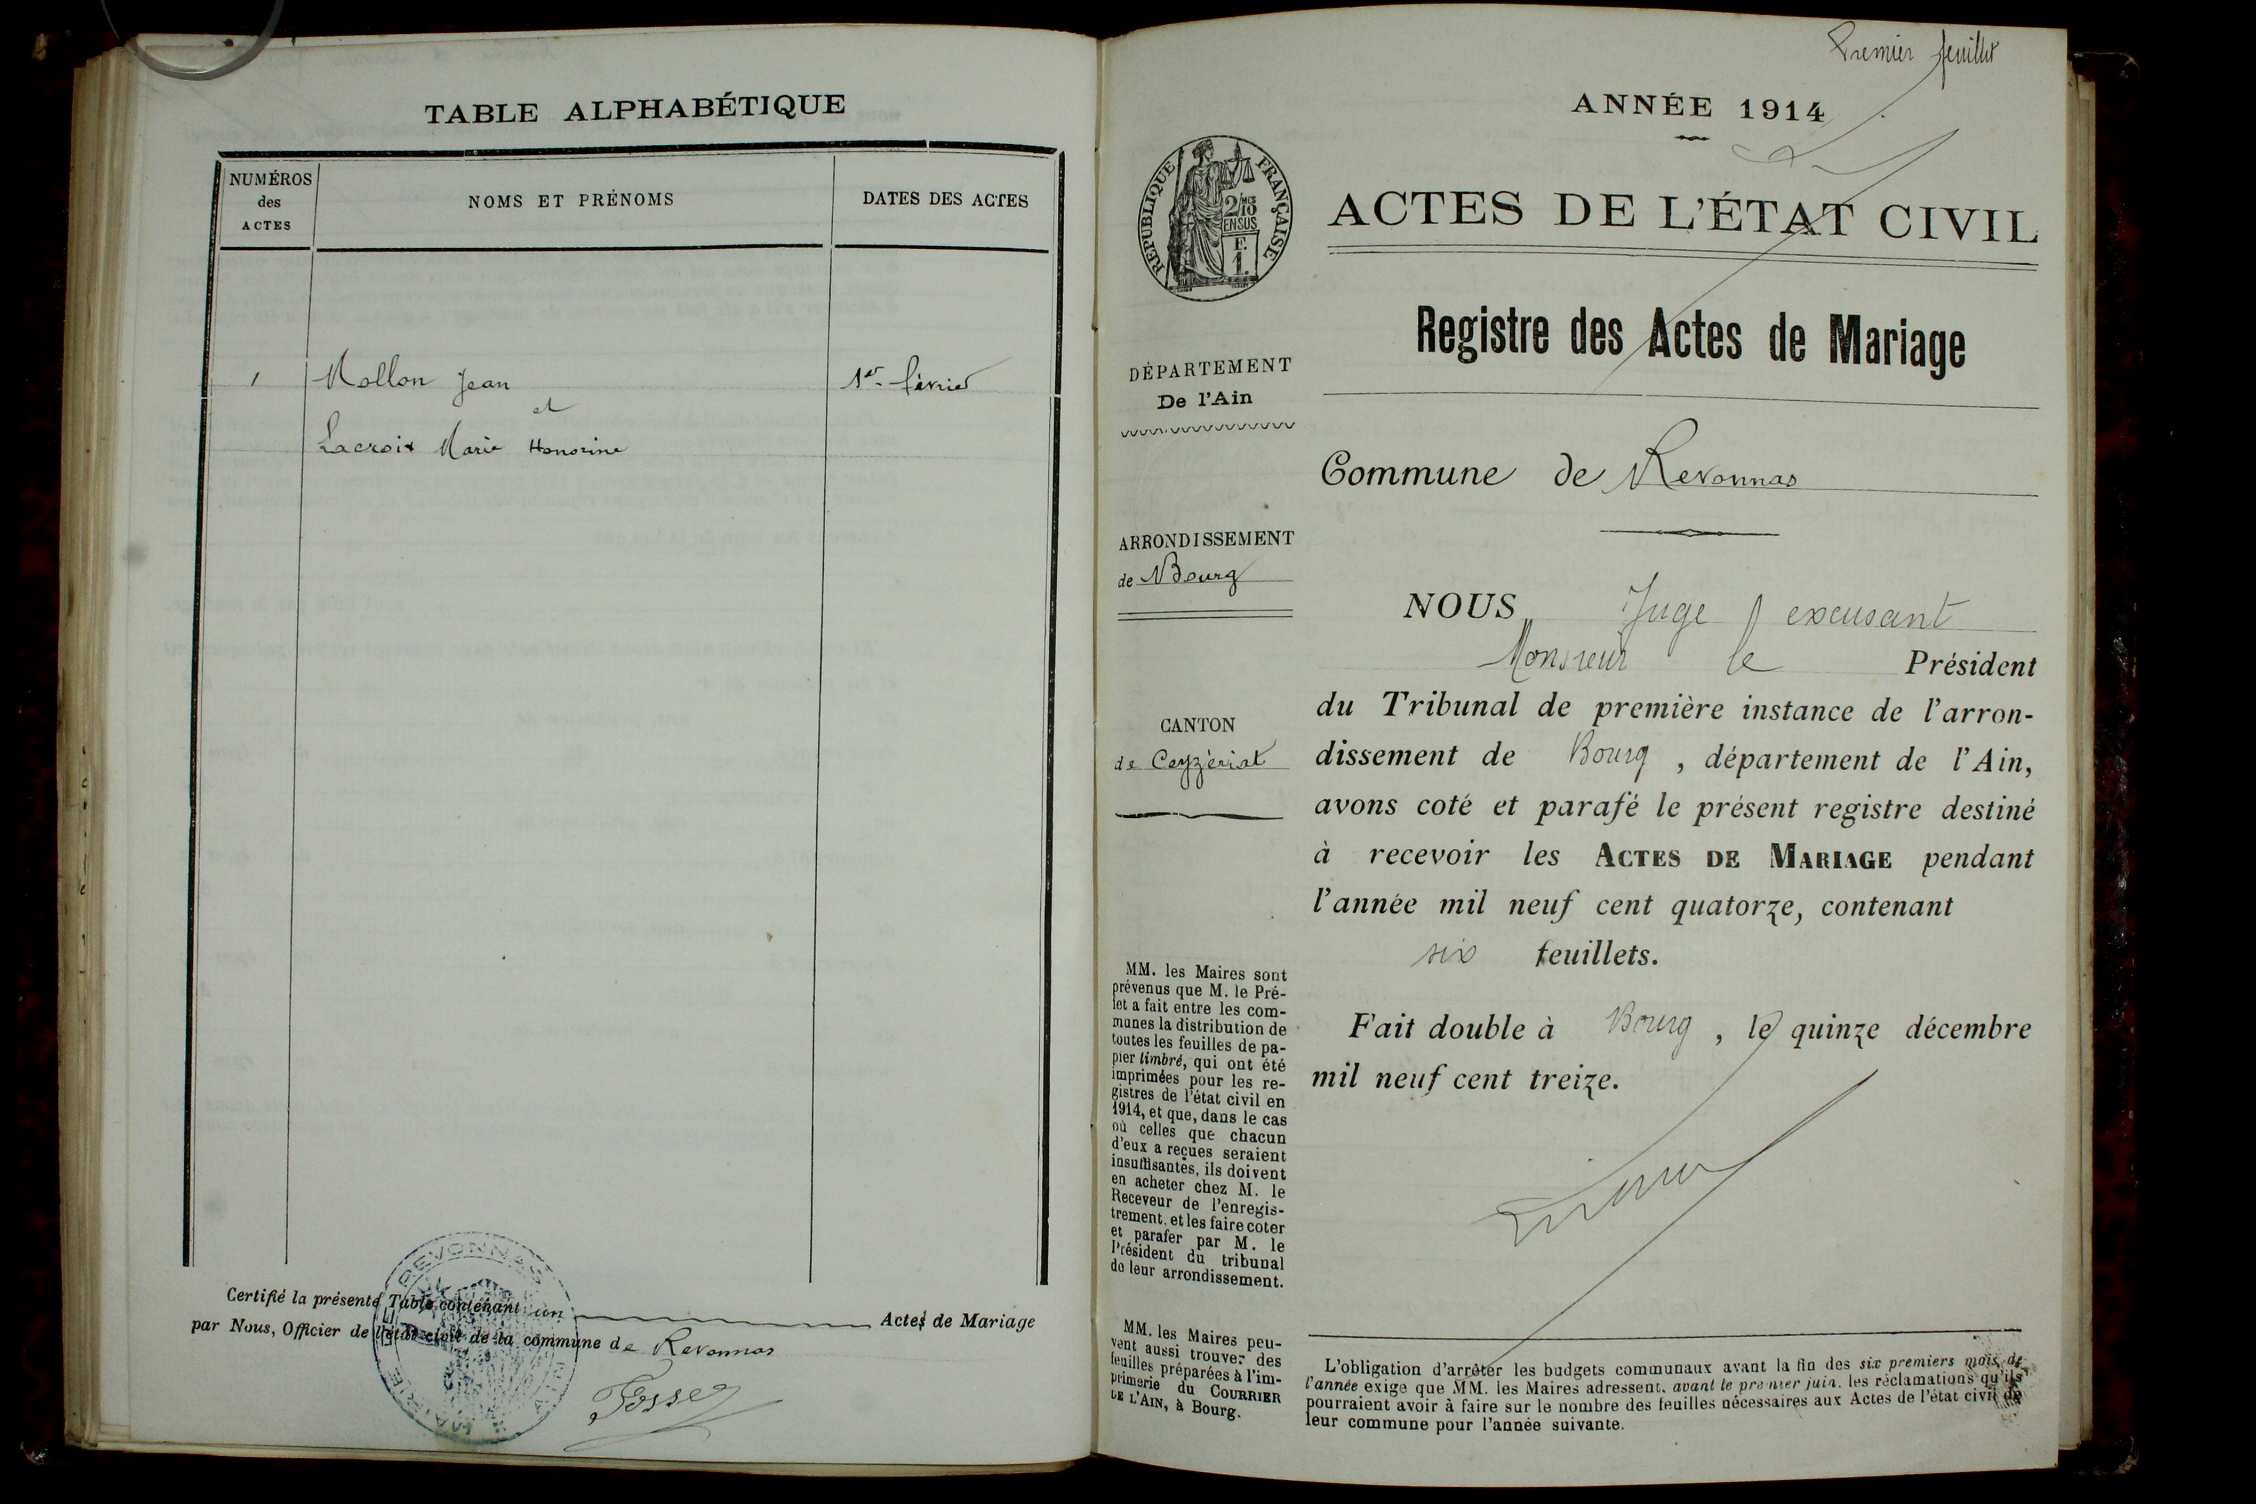 TABLE ALPHABÉTIQUE
NUMÉROS
des
ACTES
NOMS ET PRÉNOMS
DATES DES ACTES
1 Mollon Jean 1er février
et
Lacroix Marie Honorine
Certifié la présente Table contenant un Actes de Mariage
par Nous, Officier de l'état civil de la commune de Revonnas
MAIRIE DE REVONNAS
Fosse
Premier feuillet
ANNÉE 1914
RÉPUBLIQUE FRANÇAISE
2/10
EN SUS
F.
1.
ACTES DE L'ÉTAT CIVIL
Registre des Actes de Mariage
DÉPARTEMENT
De l'Ain
Commune de Revonnas
ARRONDISSEMENT
de Bourg
CANTON
de Ceyzériat
NOUS Juge excusant
Monsieur le Président
du Tribunal de première instance de l'arron-
dissement de Bourg, département de l'Ain,
avons coté et parafé le présent registre destiné
à recevoir les ACTES DE MARIAGE pendant
l'année mil neuf cent quatorze, contenant
six feuillets.
Fait double à Bourg, le quinze décembre
mil neuf cent treize.
MM. les Maires sont
prévenus que M. le Pré-
fet a fait entre les com-
munes la distribution de
toutes les feuilles de pa-
pier timbré, qui ont été
imprimées pour les re-
gistres de l'état civil en
1914, et que, dans le cas
où celles que chacun
d'eux a reçues seraient
insuffisantes, ils doivent
en acheter chez M. le
Receveur de l'enregis-
trement, et les faire coter
et parafer par M. le
Président du tribunal
de leur arrondissement.
MM. les Maires peu-
vent aussi trouver des
feuilles préparées à l'im-
primerie du COURRIER
DE L'AIN, à Bourg.
L'obligation d'arrêter les budgets communaux avant la fin des six premiers mois de
l'année exige que MM. les Maires adressent, avant le premier juin, les réclamations qu'ils
pourraient avoir à faire sur le nombre des feuilles nécessaires aux Actes de l'état civil de
leur commune pour l'année suivante.